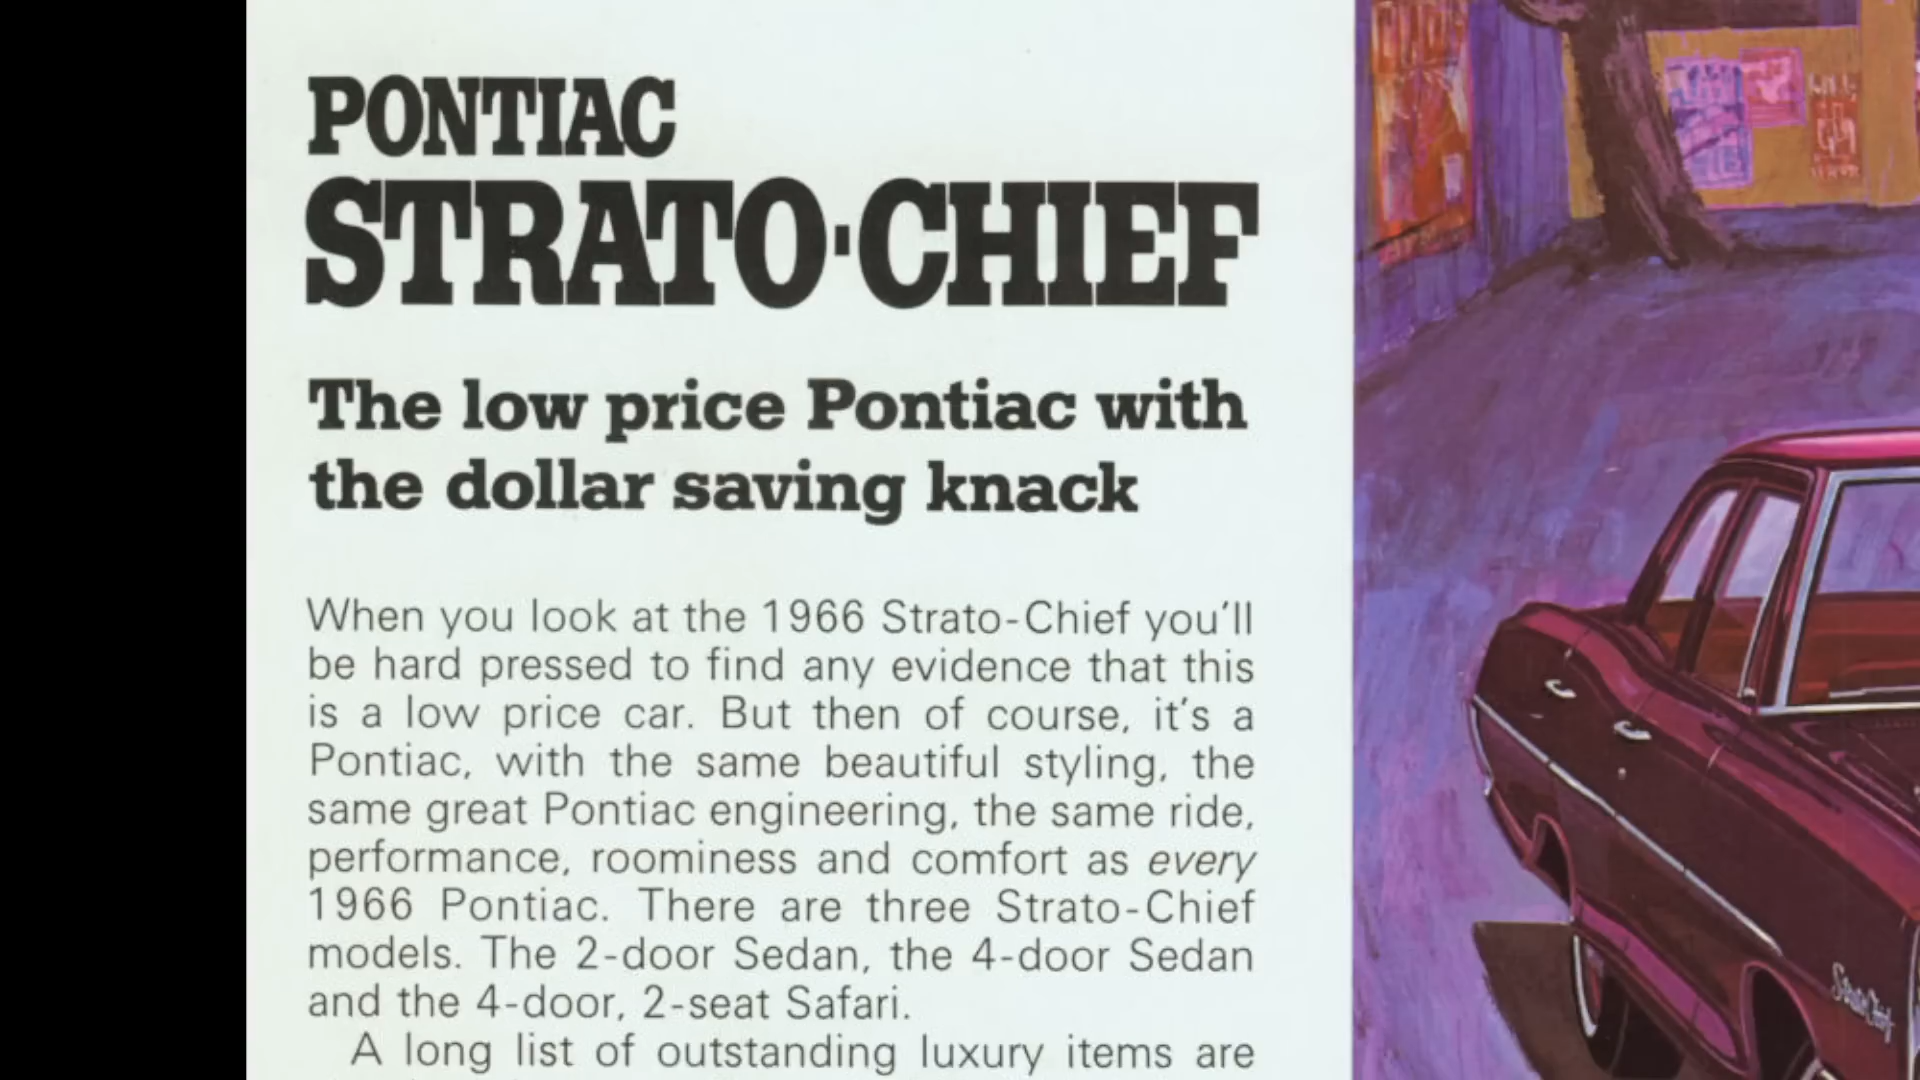 PONTIAC
STRATO·CHIEF
The low price Pontiac with
the dollar saving knack
When you look at the 1966 Strato-Chief you'll
be hard pressed to find any evidence that this
is a low price car. But then of course, it's a
Pontiac, with the same beautiful styling, the
same great Pontiac engineering, the same ride,
performance, roominess and comfort as every
1966 Pontiac. There are three Strato-Chief
models. The 2-door Sedan, the 4-door Sedan
and the 4-door, 2-seat Safari.
A long list of outstanding luxury items are
Strato Chief